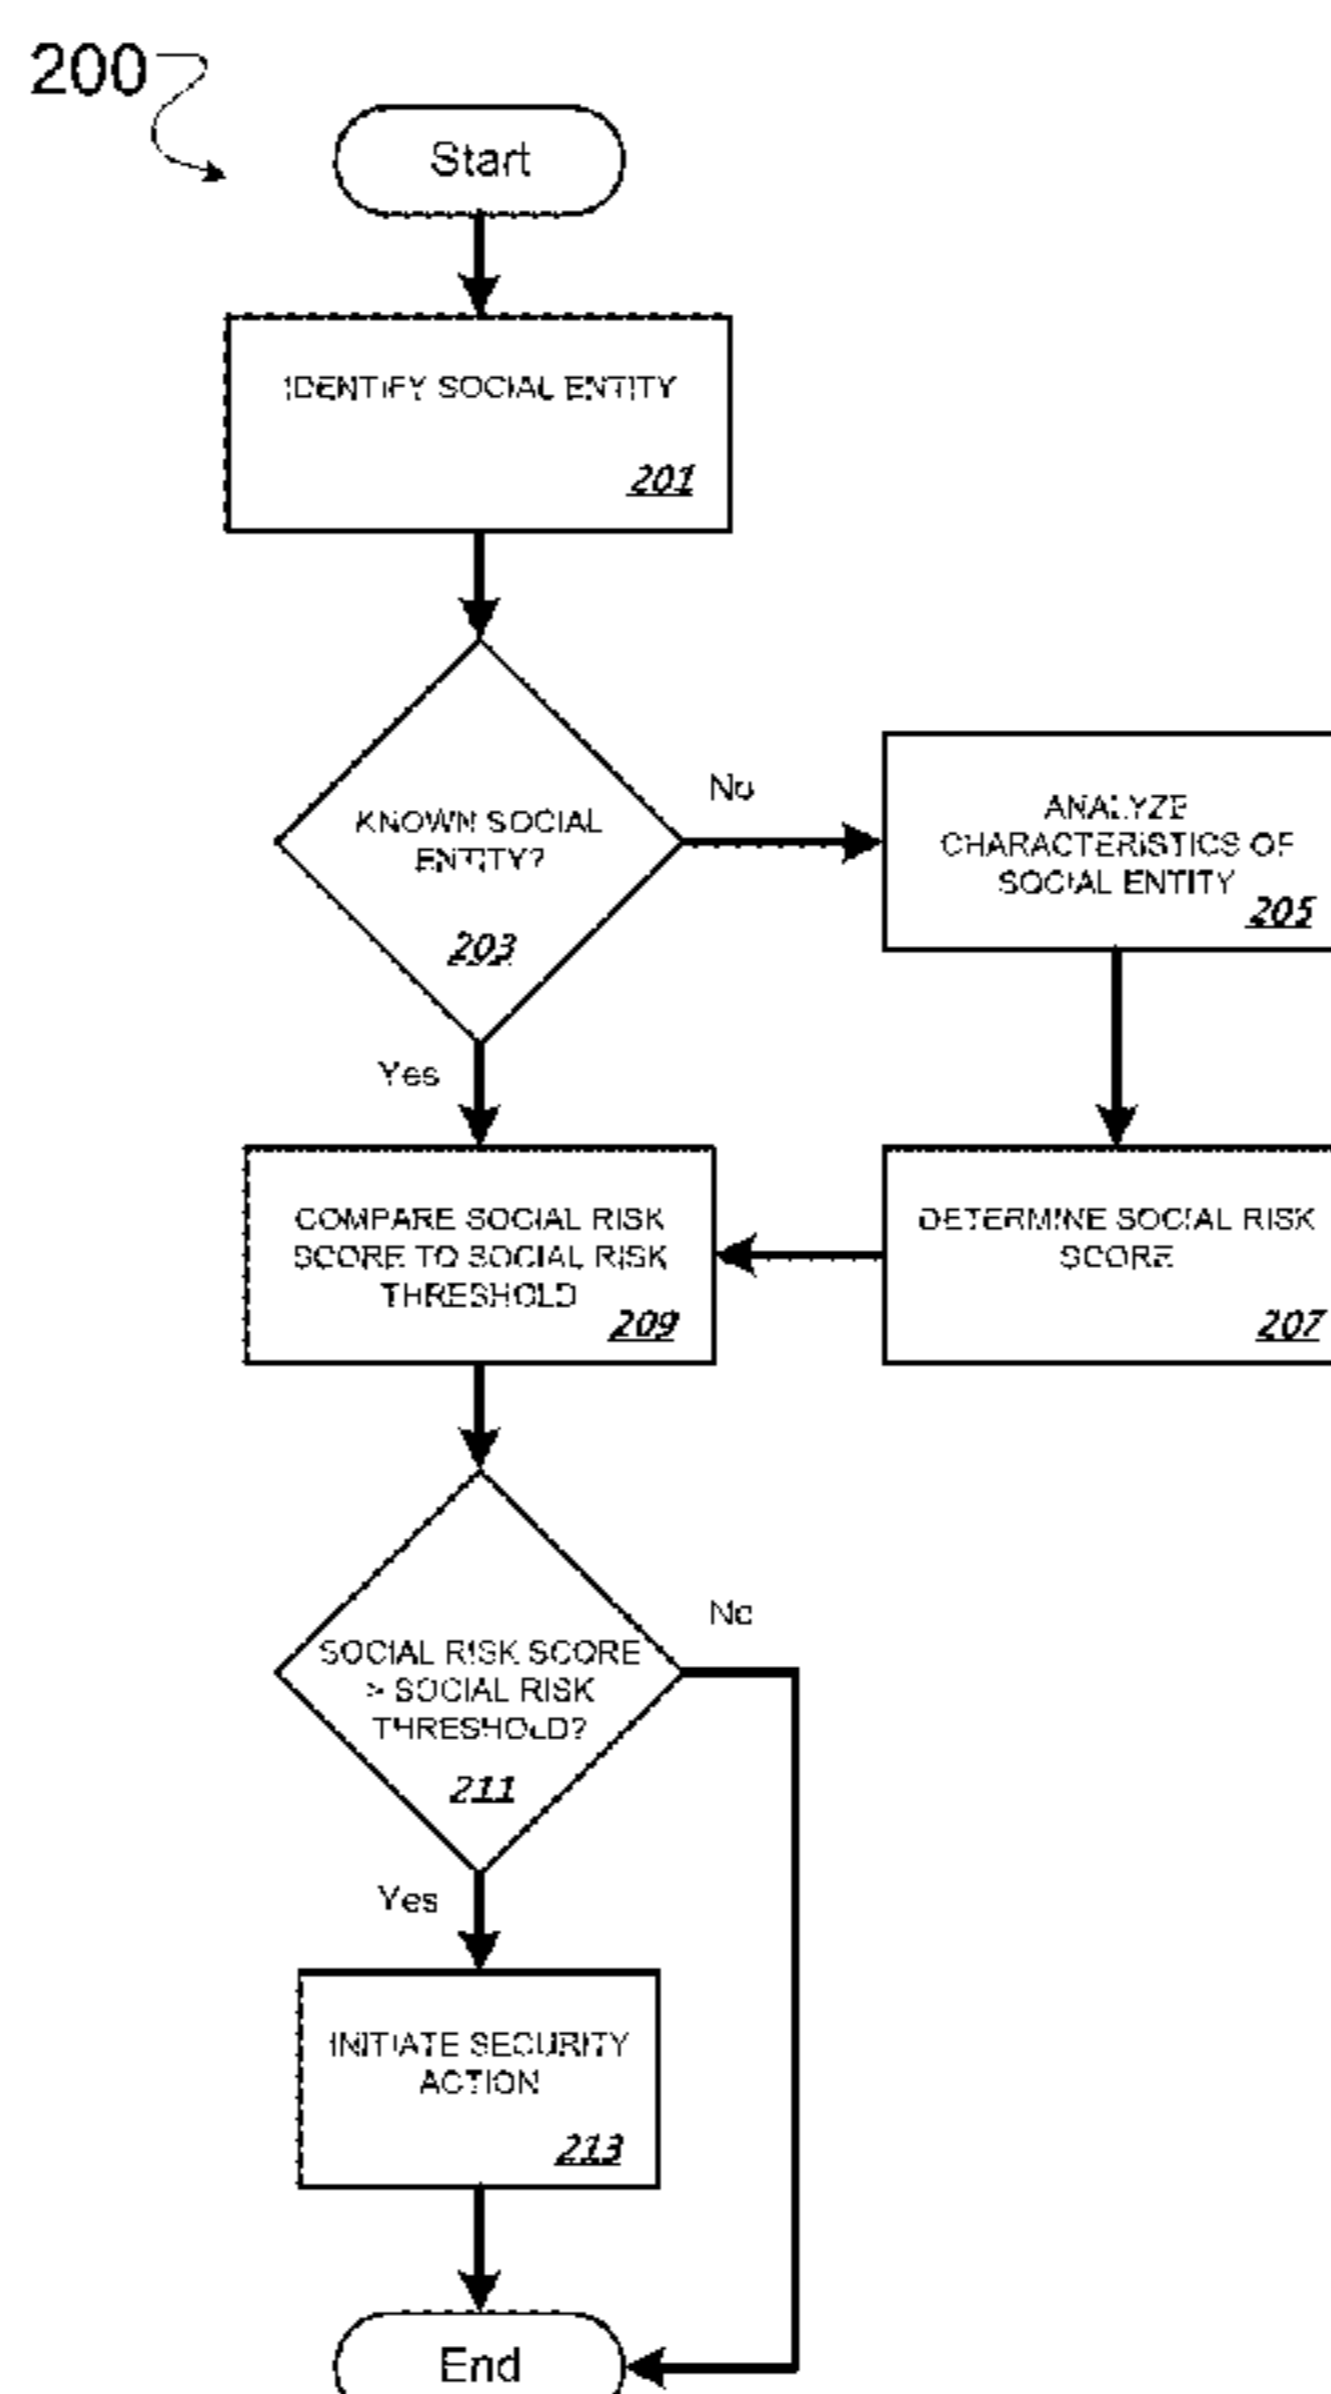 200
Start
IDENTIFY SOCIAL ENTITY
201
KNOWN SOCIAL
ENTITY?
203
No
ANALYZE
CHARACTERISTICS OF
SOCIAL ENTITY
205
Yes
COMPARE SOCIAL RISK
SCORE TO SOCIAL RISK
THRESHOLD
209
DETERMINE SOCIAL RISK
SCORE
207
SOCIAL RISK SCORE
> SOCIAL RISK
THRESHOLD?
211
No
Yes
INITIATE SECURITY
ACTION
213
End